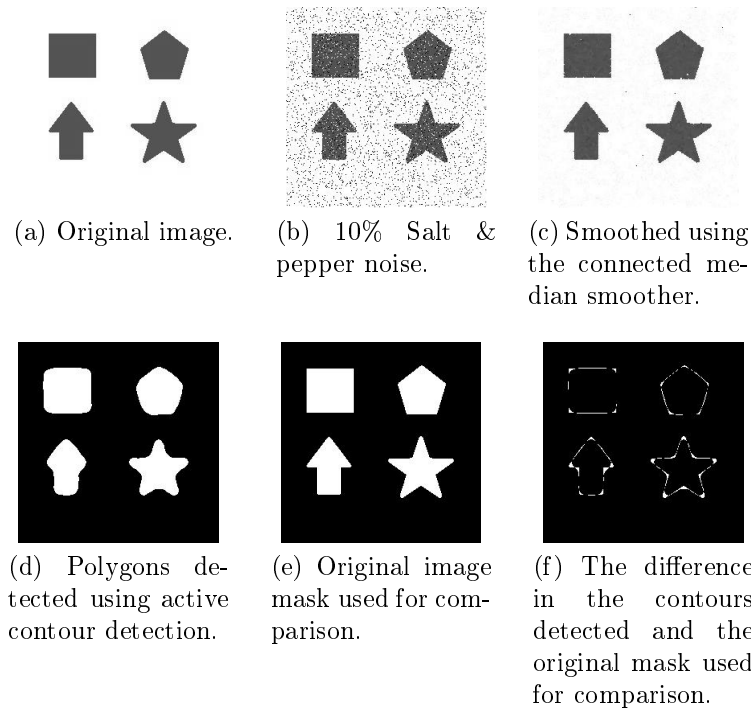 (a) Original image.
(b) 10% Salt &
pepper noise.
(c) Smoothed using
the connected me-
dian smoother.
(d) Polygons de-
tected using active
contour detection.
(e) Original image
mask used for com-
parison.
(f) The difference
in the contours
detected and the
original mask used
for comparison.